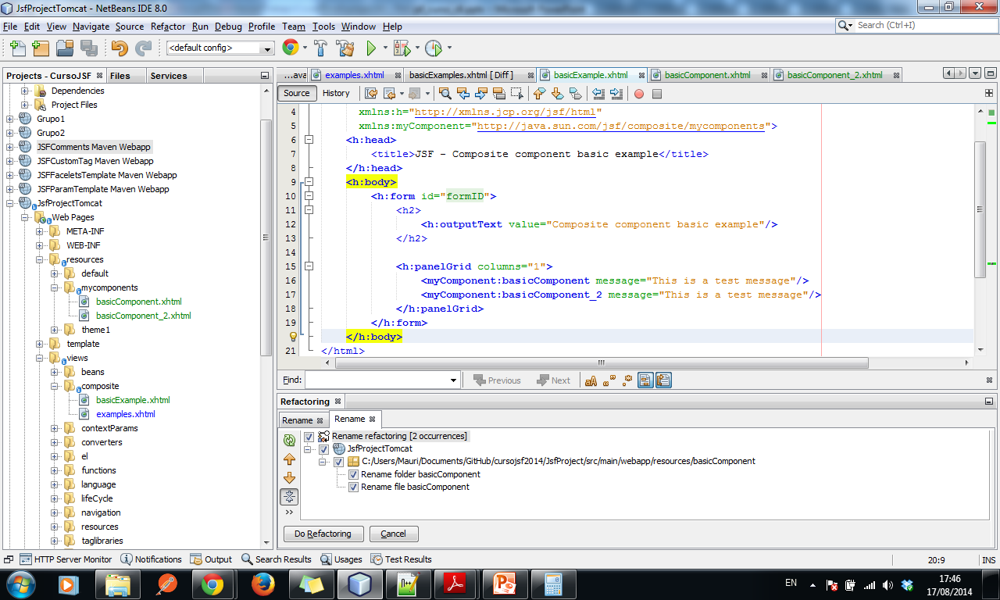 JsfProjectTomcat - NetBeans IDE 8.0
File Edit View Navigate Source Refactor Run Debug Profile Team Tools Window Help
Search (Ctrl+I)
<default config>
Projects - CursoJSF Files Services
Dependencies
Project Files
Grupo1
Grupo2
JSFComments Maven Webapp
JSFCustomTag Maven Webapp
JSFFaceletsTemplate Maven Webapp
JSFParamTemplate Maven Webapp
JsfProjectTomcat
Web Pages
META-INF
WEB-INF
resources
default
mycomponents
basicComponent.xhtml
basicComponent_2.xhtml
theme1
template
views
beans
composite
basicExample.xhtml
examples.xhtml
contextParams
converters
el
functions
language
lifeCycle
navigation
resources
taglibraries
...ava examples.xhtml basicExamples.xhtml [ Diff ] basicExample.xhtml basicComponent.xhtml basicComponent_2.xhtml
Source History
4 xmlns:h="http://xmlns.jcp.org/jsf/html"
5 xmlns:myComponent="http://java.sun.com/jsf/composite/mycomponents">
6 <h:head>
7 <title>JSF - Composite component basic example</title>
8 </h:head>
9 <h:body>
10 <h:form id="formID">
11 <h2>
12 <h:outputText value="Composite component basic example"/>
13 </h2>
14
15 <h:panelGrid columns="1">
16 <myComponent:basicComponent message="This is a test message"/>
17 <myComponent:basicComponent_2 message="This is a test message"/>
18 </h:panelGrid>
19 </h:form>
</h:body>
21 </html>
Find: Previous Next
Refactoring
Rename Rename
Rename refactoring [2 occurrences]
JsfProjectTomcat
C:/Users/Mauri/Documents/GitHub/cursojsf2014/JsfProject/src/main/webapp/resources/basicComponent
Rename folder basicComponent
Rename file basicComponent
>>
Do Refactoring Cancel
HTTP Server Monitor Notifications Output Search Results Usages Test Results
20:9 INS
EN
17:46
17/08/2014